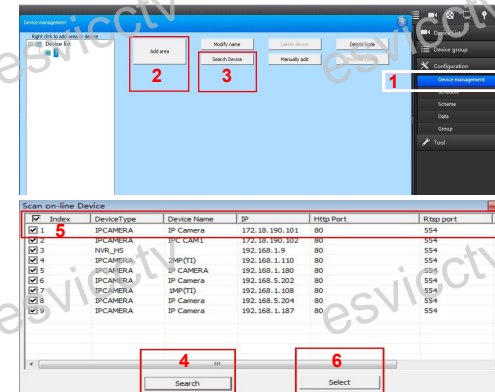 Device management
Right click to add area or device
Device list
Add area
Modify name
Delete device
Delete node
Search Device
Manually add
1
2
3
Device List
Device group
Configuration
Device management
Schedule
Scheme
Data
Group
Tool
esvicctv
esvicctv
Scan on-line Device
Index DeviceType Device Name IP Http Port Rtsp port
1 IPCAMERA IP Camera 172.18.190.101 80 554
5
2 IPCAMERA IPC CAM1 172.18.190.102 80 554
3 NVR_HS 192.168.1.9 80 554
4 IPCAMERA 2MP(TI) 192.168.1.110 80 554
5 IPCAMERA IP CAMERA 192.168.1.180 80 554
6 IPCAMERA IP Camera 192.168.5.202 80 554
7 IPCAMERA 1MP(TI) 192.168.1.108 80 554
8 IPCAMERA IP Camera 192.168.5.204 80 554
9 IPCAMERA IP Camera 192.168.1.187 80 554
esvicctv
esvicctv
4
6
Search
Select